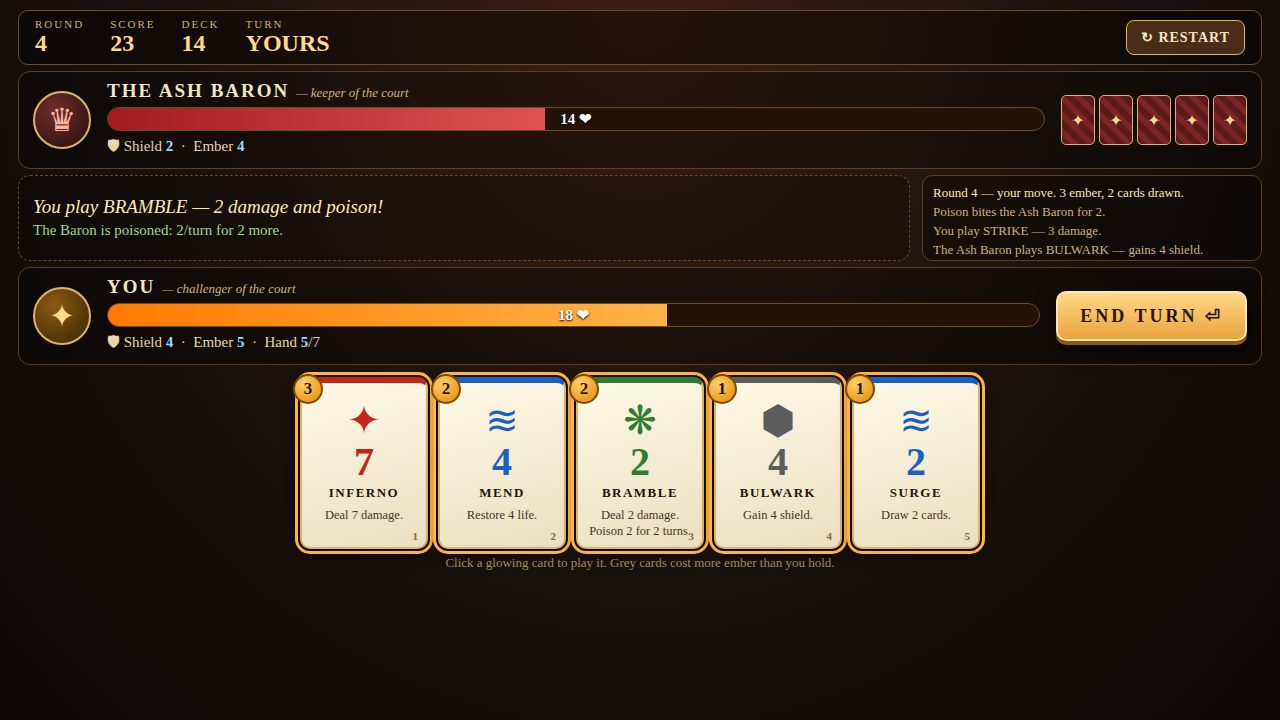 ROUND
4
SCORE
23
DECK
14
TURN
YOURS
↻ RESTART
THE ASH BARON — keeper of the court
14 ❤
Shield 2 · Ember 4
You play BRAMBLE — 2 damage and poison!
The Baron is poisoned: 2/turn for 2 more.
Round 4 — your move. 3 ember, 2 cards drawn.
Poison bites the Ash Baron for 2.
You play STRIKE — 3 damage.
The Ash Baron plays BULWARK — gains 4 shield.
YOU — challenger of the court
18 ❤
Shield 4 · Ember 5 · Hand 5/7
END TURN ⏎
3
7
INFERNO
Deal 7 damage.
1
2
4
MEND
Restore 4 life.
2
2
2
BRAMBLE
Deal 2 damage.
Poison 2 for 2 turns.
3
1
4
BULWARK
Gain 4 shield.
4
1
2
SURGE
Draw 2 cards.
5
Click a glowing card to play it. Grey cards cost more ember than you hold.